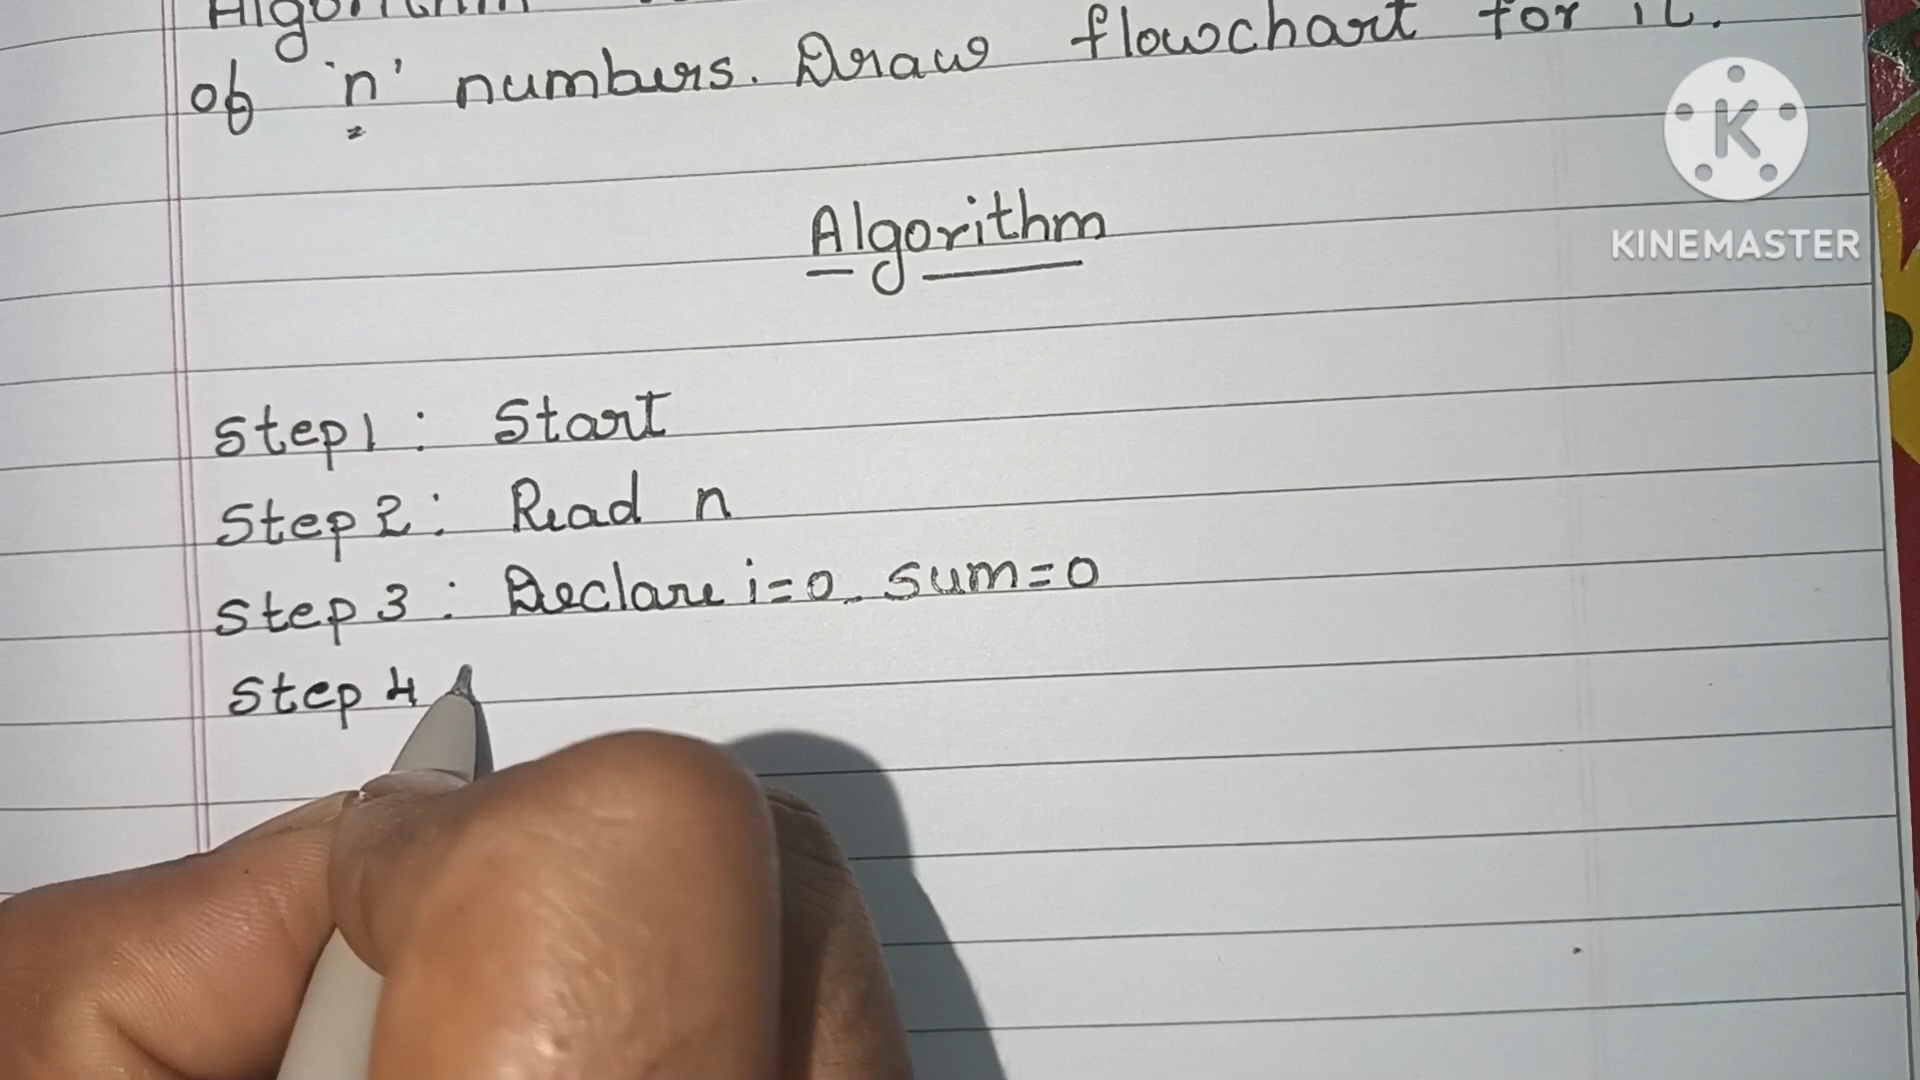 Algorithm
of 'n' numbers. Draw flowchart for it.
K
KINEMASTER
Algorithm
Step1 : Start
Step 2 : Read n
Step 3 : Declare i=0, sum=0
Step 4